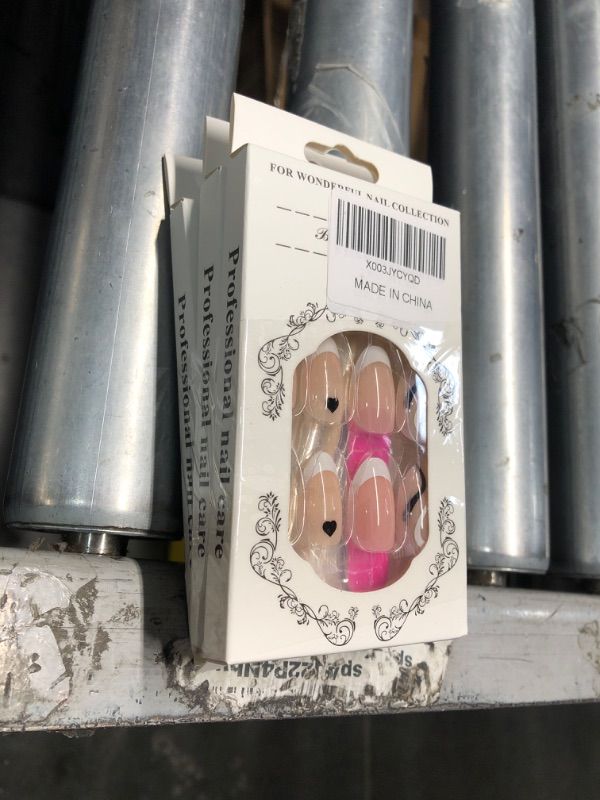 FOR WONDERFUL NAIL COLLECTION
X003JYCYQD
MADE IN CHINA
Professional nail care
Professional nail care
Professional nail care